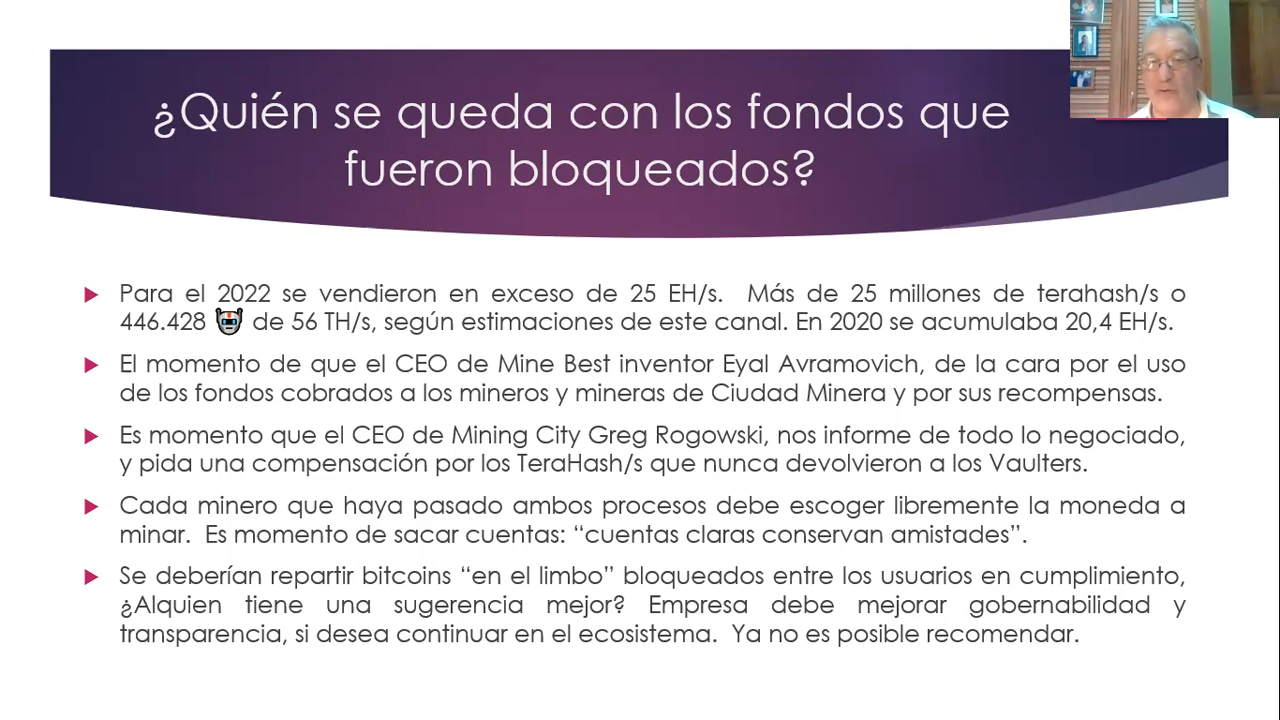 ¿Quién se queda con los fondos que
fueron bloqueados?
Para el 2022 se vendieron en exceso de 25 EH/s. Más de 25 millones de terahash/s o
446.428 de 56 TH/s, según estimaciones de este canal. En 2020 se acumulaba 20,4 EH/s.
El momento de que el CEO de Mine Best inventor Eyal Avramovich, de la cara por el uso
de los fondos cobrados a los mineros y mineras de Ciudad Minera y por sus recompensas.
Es momento que el CEO de Mining City Greg Rogowski, nos informe de todo lo negociado,
y pida una compensación por los TeraHash/s que nunca devolvieron a los Vaulters.
Cada minero que haya pasado ambos procesos debe escoger libremente la moneda a
minar. Es momento de sacar cuentas: “cuentas claras conservan amistades”.
Se deberían repartir bitcoins “en el limbo” bloqueados entre los usuarios en cumplimiento,
¿Alquien tiene una sugerencia mejor? Empresa debe mejorar gobernabilidad y
transparencia, si desea continuar en el ecosistema. Ya no es posible recomendar.